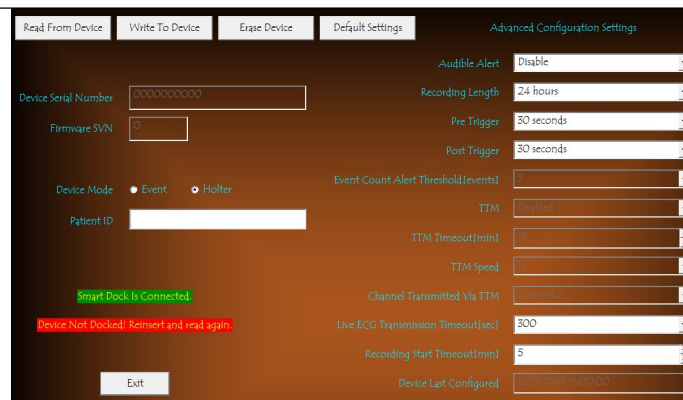 Read From Device
Write To Device
Erase Device
Default Settings
Advanced Configuration Settings
Audible Alert
Disable
Device Serial Number
0000000000
Recording Length
24 hours
Firmware SVN
0
Pre Trigger
30 seconds
Post Trigger
30 seconds
Event Count Alert Threshold[events]
5
Device Mode
Event
Holter
TTM
Disabled
Patient ID
TTM Timeout[min]
TTM Speed
Smart Dock Is Connected.
Channel Transmitted Via TTM
Channel 2
Device Not Docked! Reinsert and read again.
Live ECG Transmission Timeout[sec]
300
Recording Start Timeout[min]
5
Exit
Device Last Configured